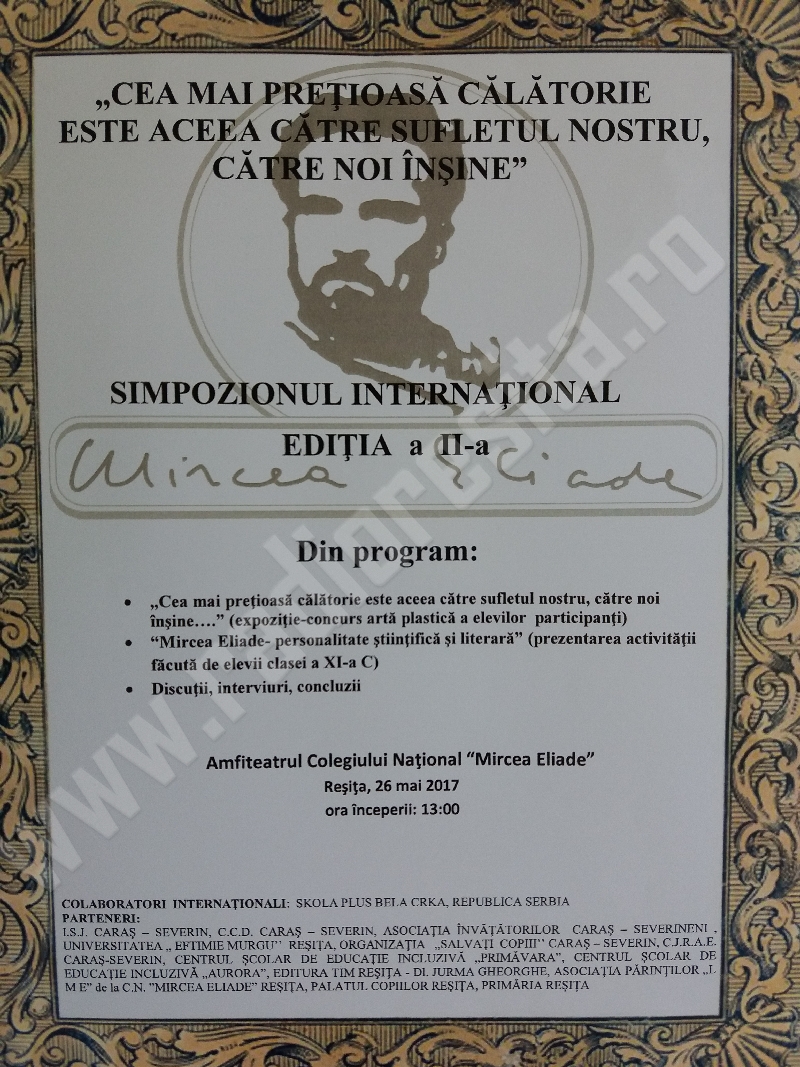 „CEA MAI PREŢIOASĂ CĂLĂTORIE
ESTE ACEEA CĂTRE SUFLETUL NOSTRU,
CĂTRE NOI ÎNŞINE”
SIMPOZIONUL INTERNAŢIONAL
EDIŢIA a II-a
Mircea Eliade
Din program:
• „Cea mai preţioasă călătorie este aceea către sufletul nostru, către noi
înşine….” (expoziţie-concurs artă plastică a elevilor participanţi)
• “Mircea Eliade- personalitate ştiinţifică şi literară” (prezentarea activităţii
făcută de elevii clasei a XI-a C)
• Discuţii, interviuri, concluzii
Amfiteatrul Colegiului Naţional “Mircea Eliade”
Reşiţa, 26 mai 2017
ora începerii: 13:00
COLABORATORI INTERNAŢIONALI: SKOLA PLUS BELA CRKA, REPUBLICA SERBIA
PARTENERI:
I.S.J. CARAŞ – SEVERIN, C.C.D. CARAŞ – SEVERIN, ASOCIAŢIA ÎNVĂŢĂTORILOR CARAŞ – SEVERINENI ,
UNIVERSITATEA „ EFTIMIE MURGU” REŞIŢA, ORGANIZAŢIA „SALVAŢI COPIII” CARAŞ – SEVERIN, C.J.R.A.E.
CARAŞ-SEVERIN, CENTRUL ŞCOLAR DE EDUCAŢIE INCLUZIVĂ „PRIMĂVARA”, CENTRUL ŞCOLAR DE
EDUCAŢIE INCLUZIVĂ „AURORA”, EDITURA TIM REŞIŢA - DL JURMA GHEORGHE, ASOCIAŢIA PĂRINŢILOR „L
M E” de la C.N. ”MIRCEA ELIADE” REŞIŢA, PALATUL COPIILOR REŞIŢA, PRIMĂRIA REŞIŢA
www.radioresita.ro